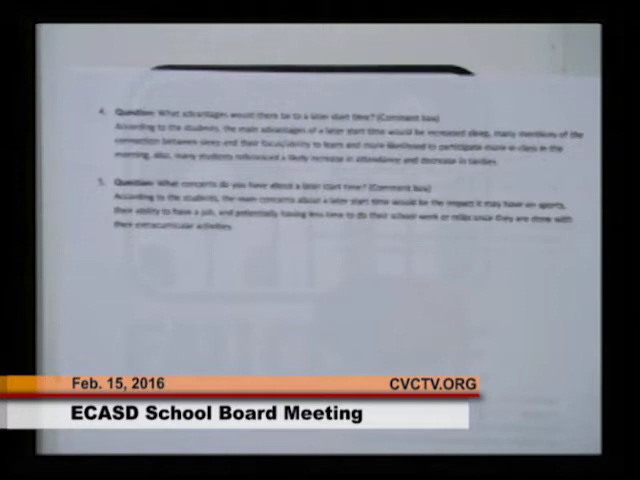 4. Question: What advantages would there be to a later start time? (Comment box)
According to the students, the main advantages of a later start time would be increased sleep, many mentions of the
connection between sleep and their focus/ability to learn and more likelihood to participate more in class in the
morning, also, many students referenced a likely increase in attendance and decrease in tardies.
5. Question: What concerns do you have about a later start time? (Comment box)
According to the students, the main concerns about a later start time would be the impact it may have on sports,
their ability to have a job, and potentially having less time to do their school work or relax once they are done with
their extracurricular activities.
Feb. 15, 2016
CVCTV.ORG
ECASD School Board Meeting